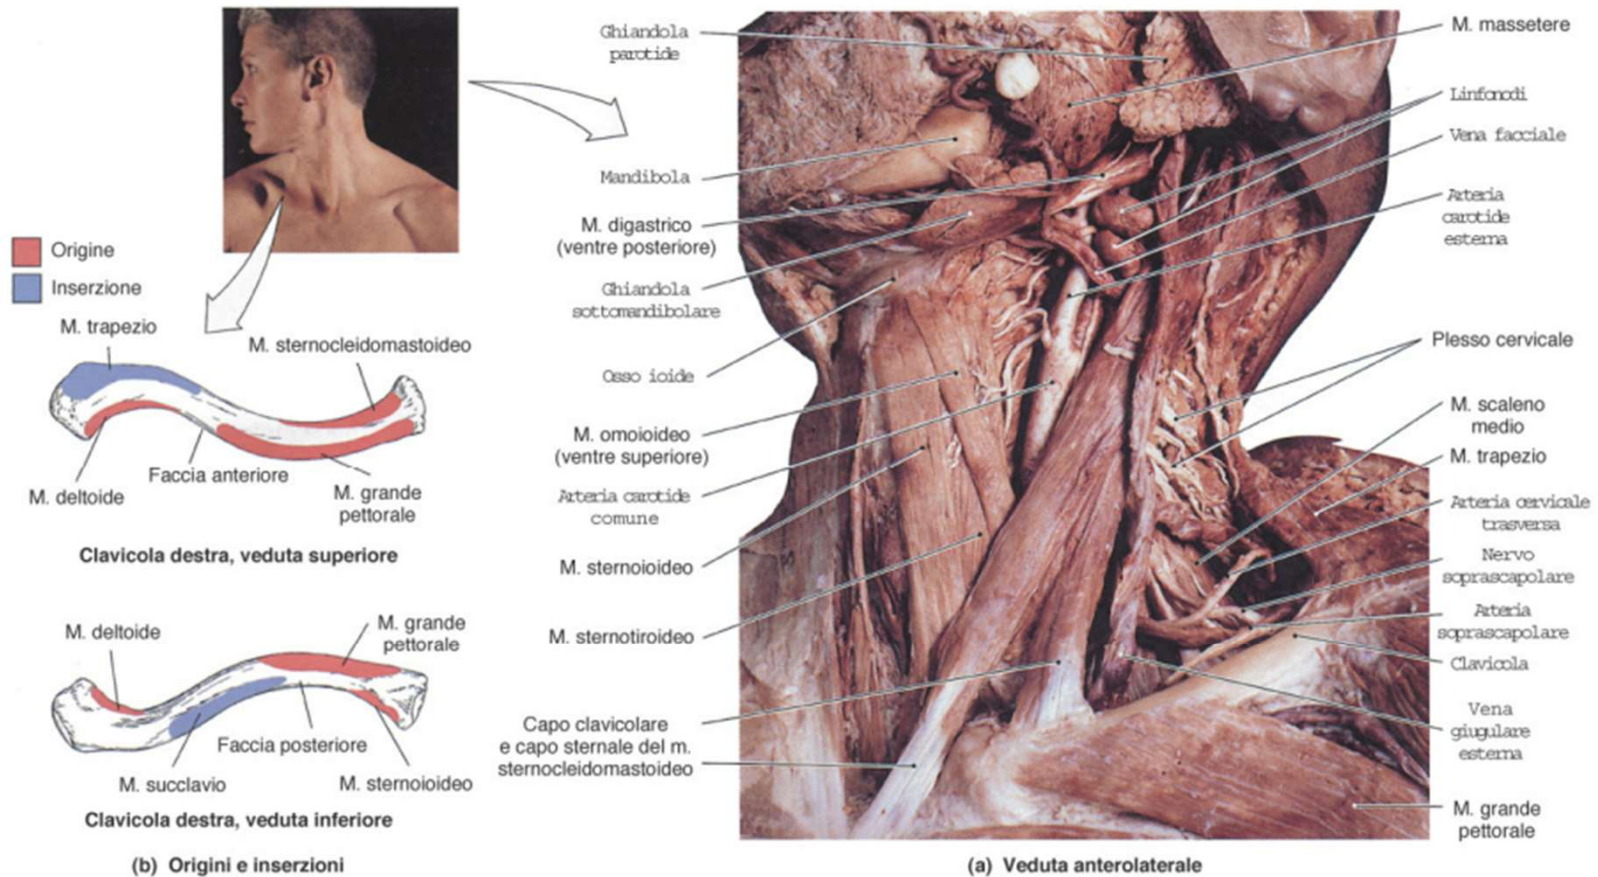 Origine
Inserzione
M. trapezio
M. sternocleidomastoideo
M. deltoide
Faccia anteriore
M. grande
pettorale
Clavicola destra, veduta superiore
M. deltoide
M. grande
pettorale
Faccia posteriore
M. succlavio
M. sternoioideo
Clavicola destra, veduta inferiore
(b) Origini e inserzioni
Ghiandola
parotide
Mandibola
M. digastrico
(ventre posteriore)
Ghiandola
sottomandibolare
Osso ioide
M. omoioideo
(ventre superiore)
Arteria carotide
comune
M. sternoioideo
M. sternotiroideo
Capo clavicolare
e capo sternale del m.
sternocleidomastoideo
M. massetere
Linfonodi
Vena facciale
Arteria
carotide
esterna
Plesso cervicale
M. scaleno
medio
M. trapezio
Arteria cervicale
trasversa
Nervo
soprascapolare
Arteria
soprascapolare
Clavicola
Vena
giugulare
esterna
M. grande
pettorale
(a) Veduta anterolaterale